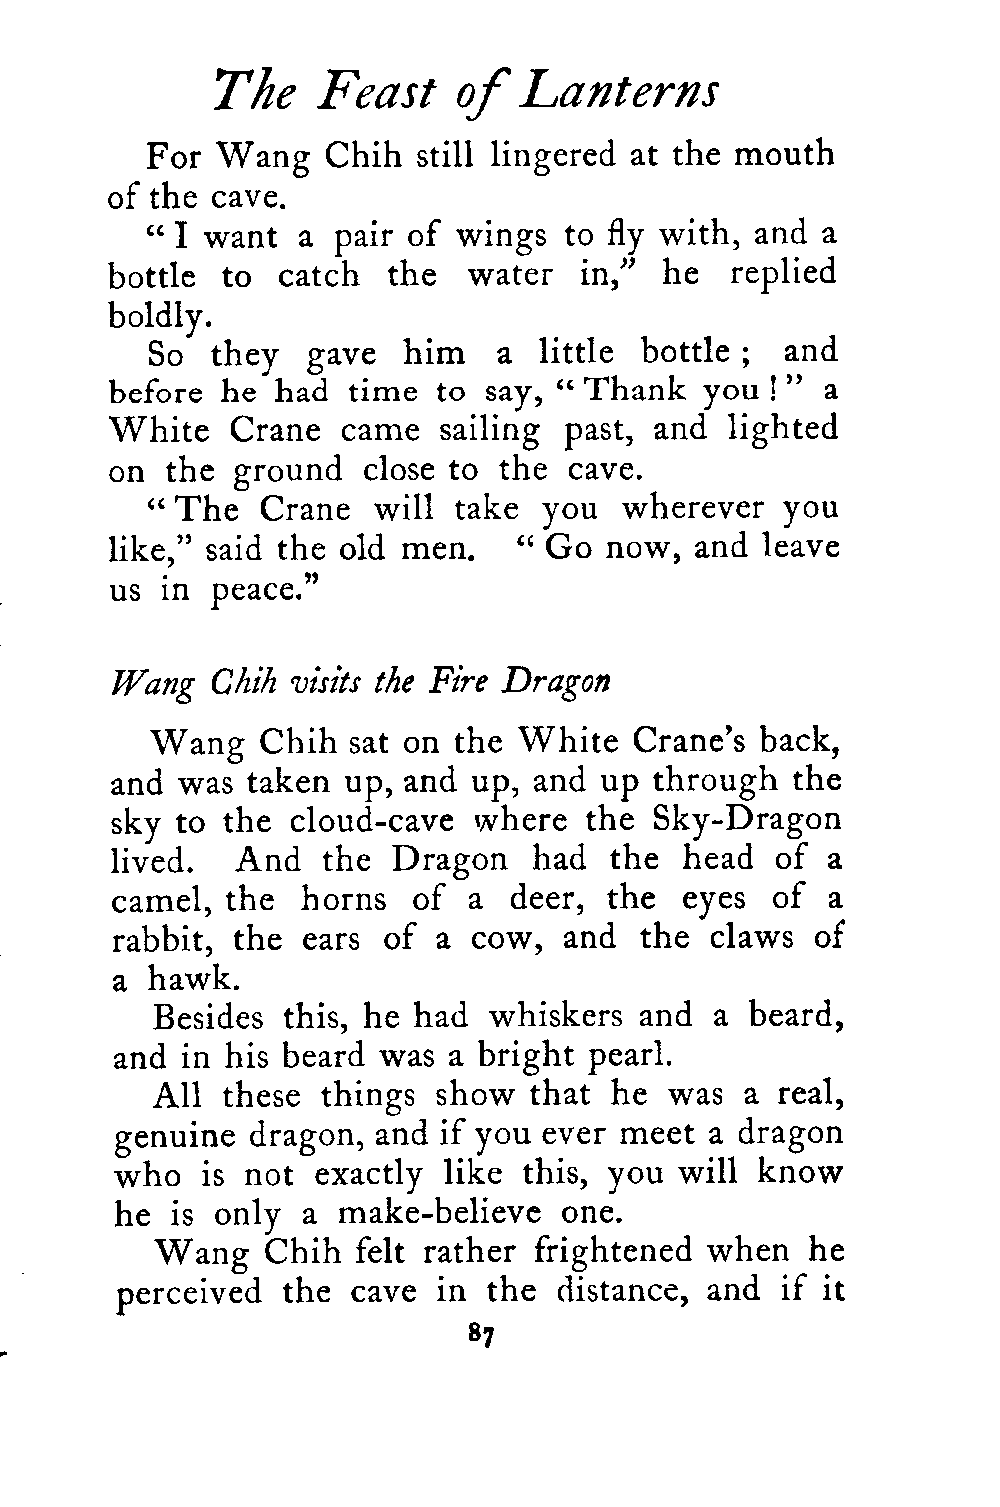 The Feast of Lanterns
For Wang Chih still lingered at the mouth
of the cave.
“ I want a pair of wings to fly with, and a
bottle to catch the water in,” he replied
boldly.
So they gave him a little bottle ; and
before he had time to say, “ Thank you ! ” a
White Crane came sailing past, and lighted
on the ground close to the cave.
“ The Crane will take you wherever you
like,” said the old men. “ Go now, and leave
us in peace.”
Wang Chih visits the Fire Dragon
Wang Chih sat on the White Crane’s back,
and was taken up, and up, and up through the
sky to the cloud-cave where the Sky-Dragon
lived. And the Dragon had the head of a
camel, the horns of a deer, the eyes of a
rabbit, the ears of a cow, and the claws of
a hawk.
Besides this, he had whiskers and a beard,
and in his beard was a bright pearl.
All these things show that he was a real,
genuine dragon, and if you ever meet a dragon
who is not exactly like this, you will know
he is only a make-believe one.
Wang Chih felt rather frightened when he
perceived the cave in the distance, and if it
87